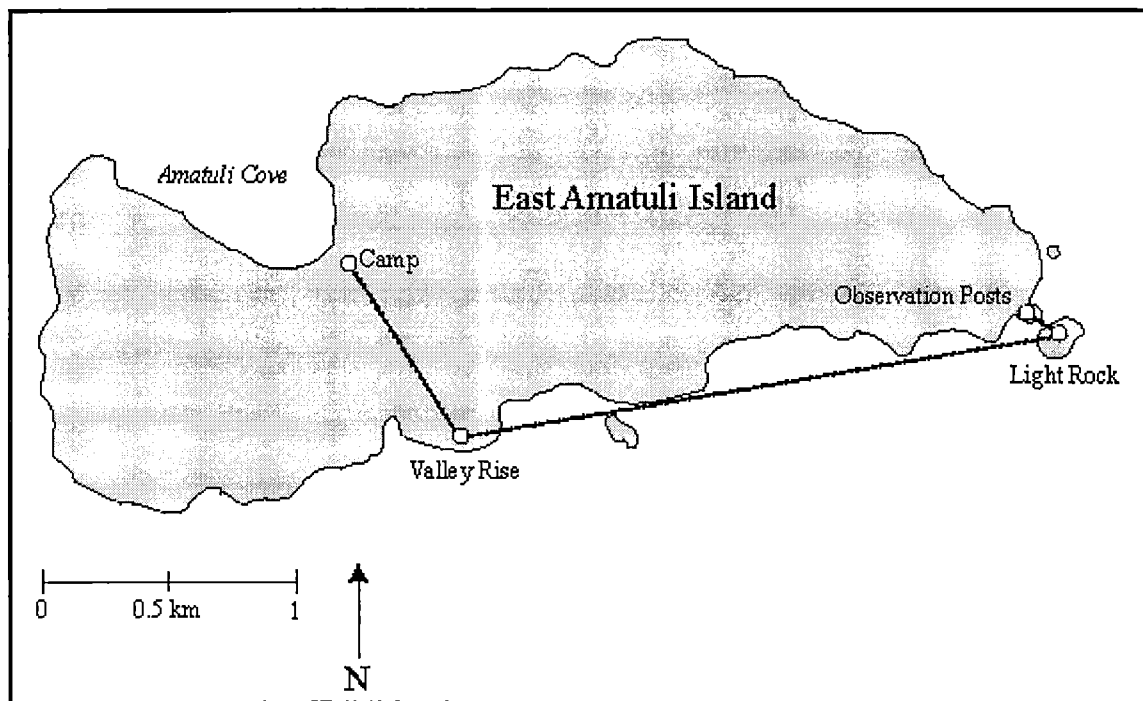 Amatuli Cove
East Amatuli Island
Camp
Observation Posts
Light Rock
Valley Rise
0 0.5 km 1
N